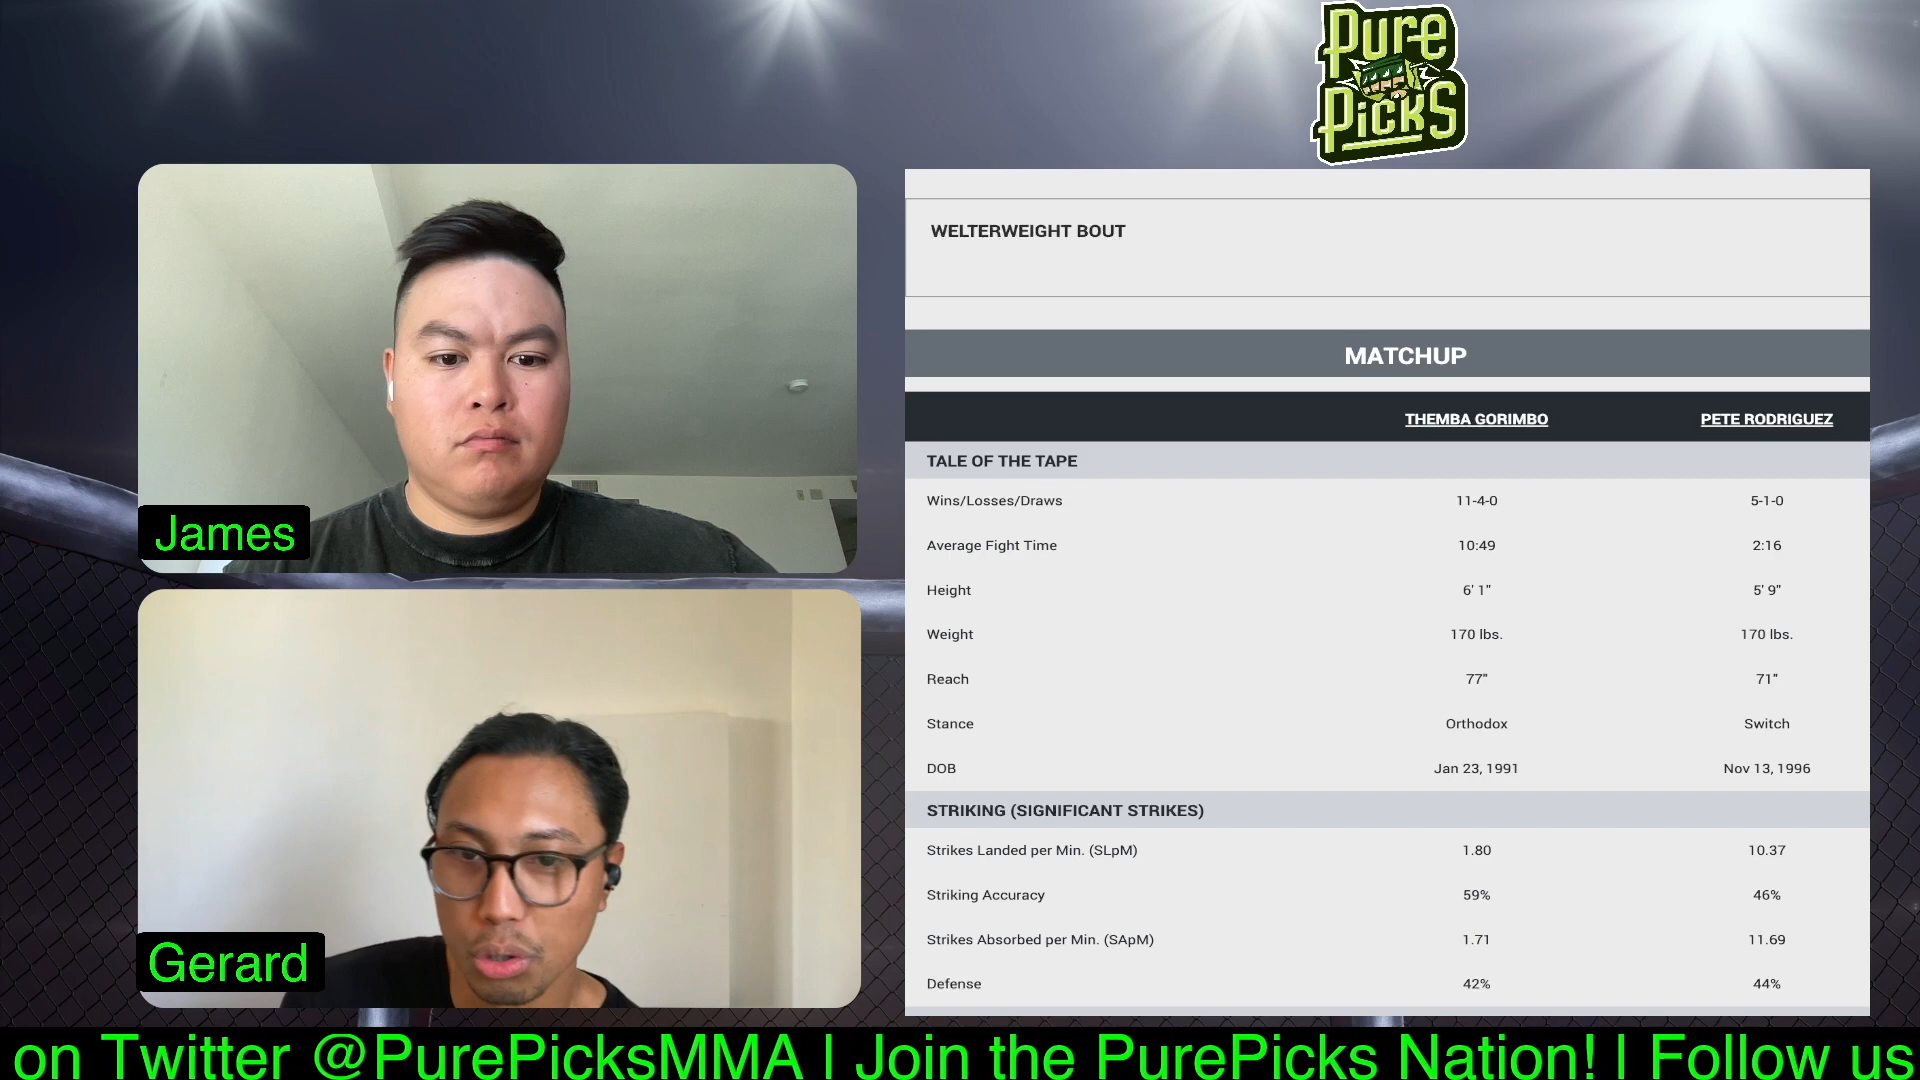 Pure
Picks
WELTERWEIGHT BOUT
MATCHUP
THEMBA GORIMBO PETE RODRIGUEZ
TALE OF THE TAPE
Wins/Losses/Draws 11-4-0 5-1-0
Average Fight Time 10:49 2:16
Height 6' 1" 5' 9"
Weight 170 lbs. 170 lbs.
Reach 77" 71"
Stance Orthodox Switch
DOB Jan 23, 1991 Nov 13, 1996
STRIKING (SIGNIFICANT STRIKES)
Strikes Landed per Min. (SLpM) 1.80 10.37
Striking Accuracy 59% 46%
Strikes Absorbed per Min. (SApM) 1.71 11.69
Defense 42% 44%
James
Gerard
on Twitter @PurePicksMMA | Join the PurePicks Nation! | Follow us